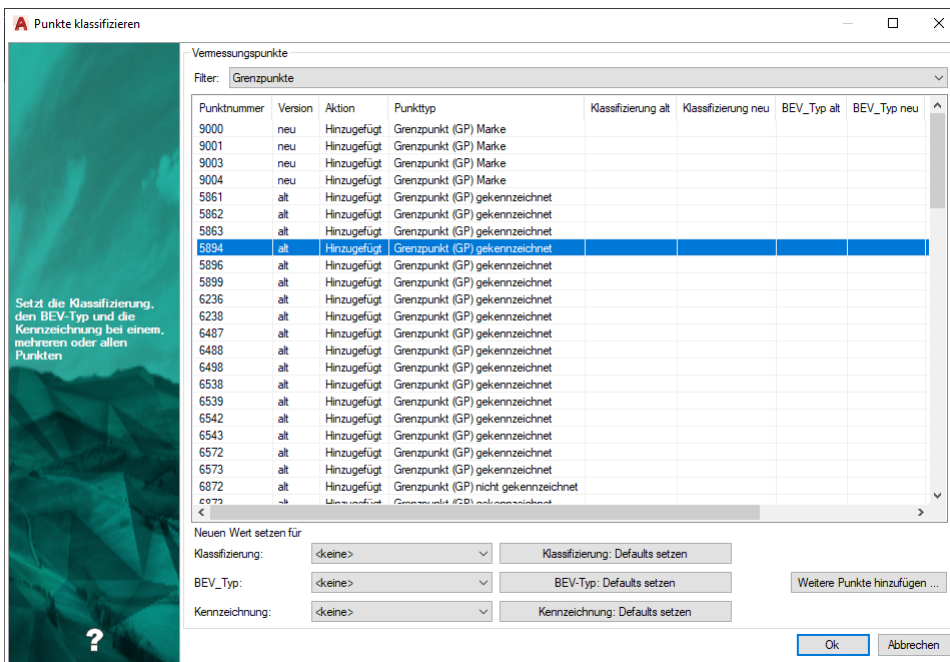 Punkte klassifizieren
Setzt die Klassifizierung,
den BEV-Typ und die
Kennzeichnung bei einem,
mehreren oder allen
Punkten
?
Vermessungspunkte
Filter: Grenzpunkte
Punktnummer Version Aktion Punkttyp Klassifizierung alt Klassifizierung neu BEV_Typ alt BEV_Typ neu
9000 neu Hinzugefügt Grenzpunkt (GP) Marke
9001 neu Hinzugefügt Grenzpunkt (GP) Marke
9003 neu Hinzugefügt Grenzpunkt (GP) Marke
9004 neu Hinzugefügt Grenzpunkt (GP) Marke
5861 alt Hinzugefügt Grenzpunkt (GP) gekennzeichnet
5862 alt Hinzugefügt Grenzpunkt (GP) gekennzeichnet
5863 alt Hinzugefügt Grenzpunkt (GP) gekennzeichnet
5894 alt Hinzugefügt Grenzpunkt (GP) gekennzeichnet
5896 alt Hinzugefügt Grenzpunkt (GP) gekennzeichnet
5899 alt Hinzugefügt Grenzpunkt (GP) gekennzeichnet
6236 alt Hinzugefügt Grenzpunkt (GP) gekennzeichnet
6238 alt Hinzugefügt Grenzpunkt (GP) gekennzeichnet
6487 alt Hinzugefügt Grenzpunkt (GP) gekennzeichnet
6488 alt Hinzugefügt Grenzpunkt (GP) gekennzeichnet
6498 alt Hinzugefügt Grenzpunkt (GP) gekennzeichnet
6538 alt Hinzugefügt Grenzpunkt (GP) gekennzeichnet
6539 alt Hinzugefügt Grenzpunkt (GP) gekennzeichnet
6542 alt Hinzugefügt Grenzpunkt (GP) gekennzeichnet
6543 alt Hinzugefügt Grenzpunkt (GP) gekennzeichnet
6572 alt Hinzugefügt Grenzpunkt (GP) gekennzeichnet
6573 alt Hinzugefügt Grenzpunkt (GP) gekennzeichnet
6872 alt Hinzugefügt Grenzpunkt (GP) nicht gekennzeichnet
6873 alt Hinzugefügt Grenzpunkt (GP) gekennzeichnet
Neuen Wert setzen für
Klassifizierung: <keine> Klassifizierung: Defaults setzen
BEV_Typ: <keine> BEV-Typ: Defaults setzen Weitere Punkte hinzufügen ...
Kennzeichnung: <keine> Kennzeichnung: Defaults setzen
Ok Abbrechen